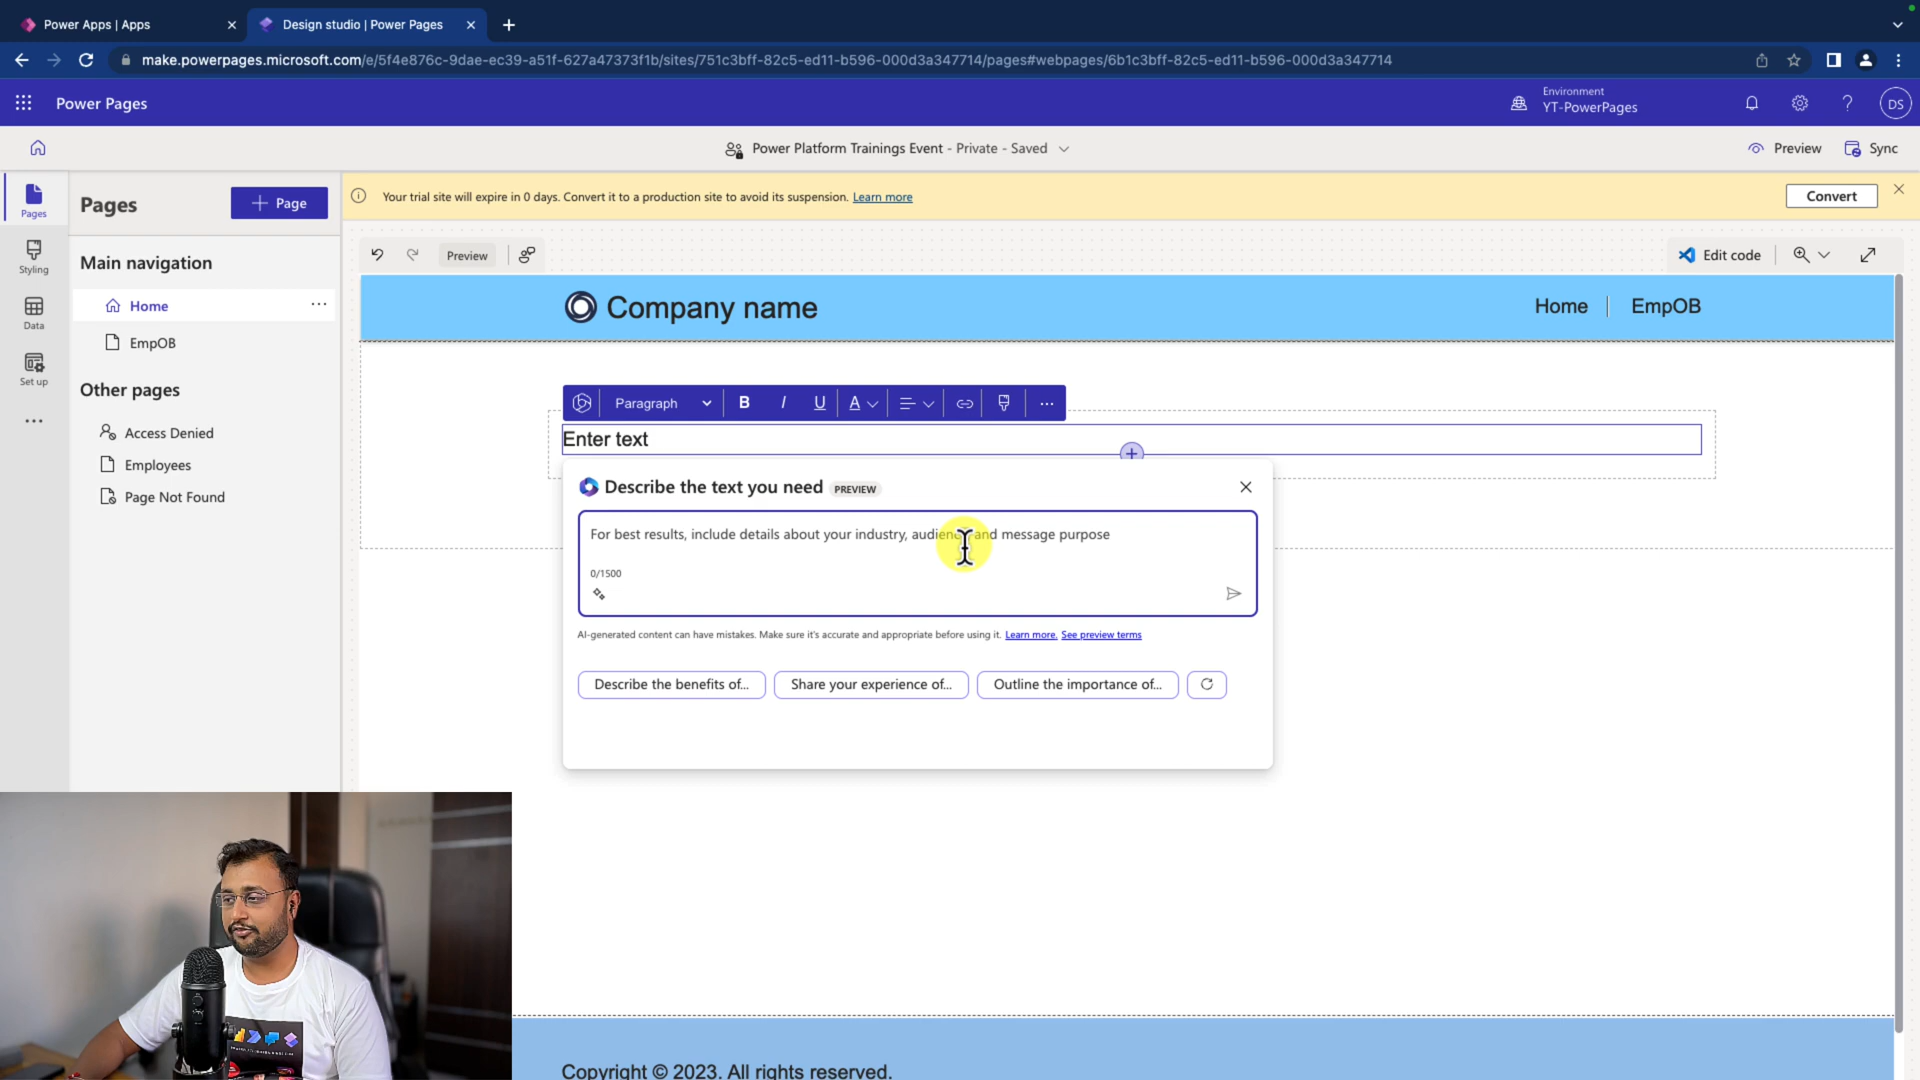 Power Apps | Apps
Design studio | Power Pages
make.powerpages.microsoft.com/e/5f4e876c-9dae-ec39-a51f-627a47373f1b/sites/751c3bff-82c5-ed11-b596-000d3a347714/pages#webpages/6b1c3bff-82c5-ed11-b596-000d3a347714
Power Pages
Environment
YT-PowerPages
DS
Power Platform Trainings Event - Private - Saved
Preview
Sync
Pages
Styling
Data
Set up
Pages
Page
Main navigation
Home
EmpOB
Other pages
Access Denied
Employees
Page Not Found
Your trial site will expire in 0 days. Convert it to a production site to avoid its suspension. Learn more
Convert
Preview
Edit code
Company name
Home
EmpOB
Paragraph
B I U A
Enter text
Describe the text you need PREVIEW
For best results, include details about your industry, audience and message purpose
0/1500
AI-generated content can have mistakes. Make sure it's accurate and appropriate before using it. Learn more. See preview terms
Describe the benefits of...
Share your experience of...
Outline the importance of...
Copyright © 2023. All rights reserved.